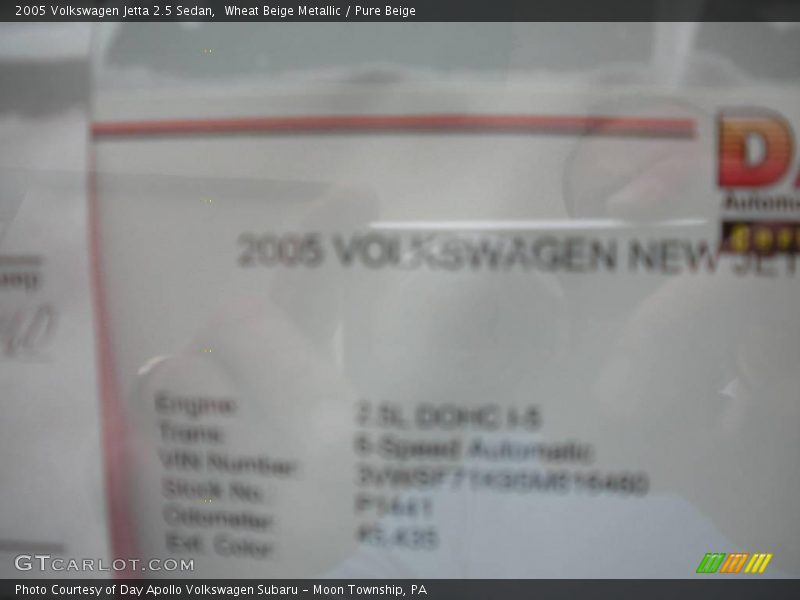 2005 Volkswagen Jetta 2.5 Sedan, Wheat Beige Metallic / Pure Beige
2005 VOLKSWAGEN NEW JET
Engine:
2.5L DOHC I-5
Trans:
6-Speed Automatic
VIN Number:
Stock No.:
P1441
Odometer:
Ext. Color:
GTCARLOT.COM
Photo Courtesy of Day Apollo Volkswagen Subaru - Moon Township, PA